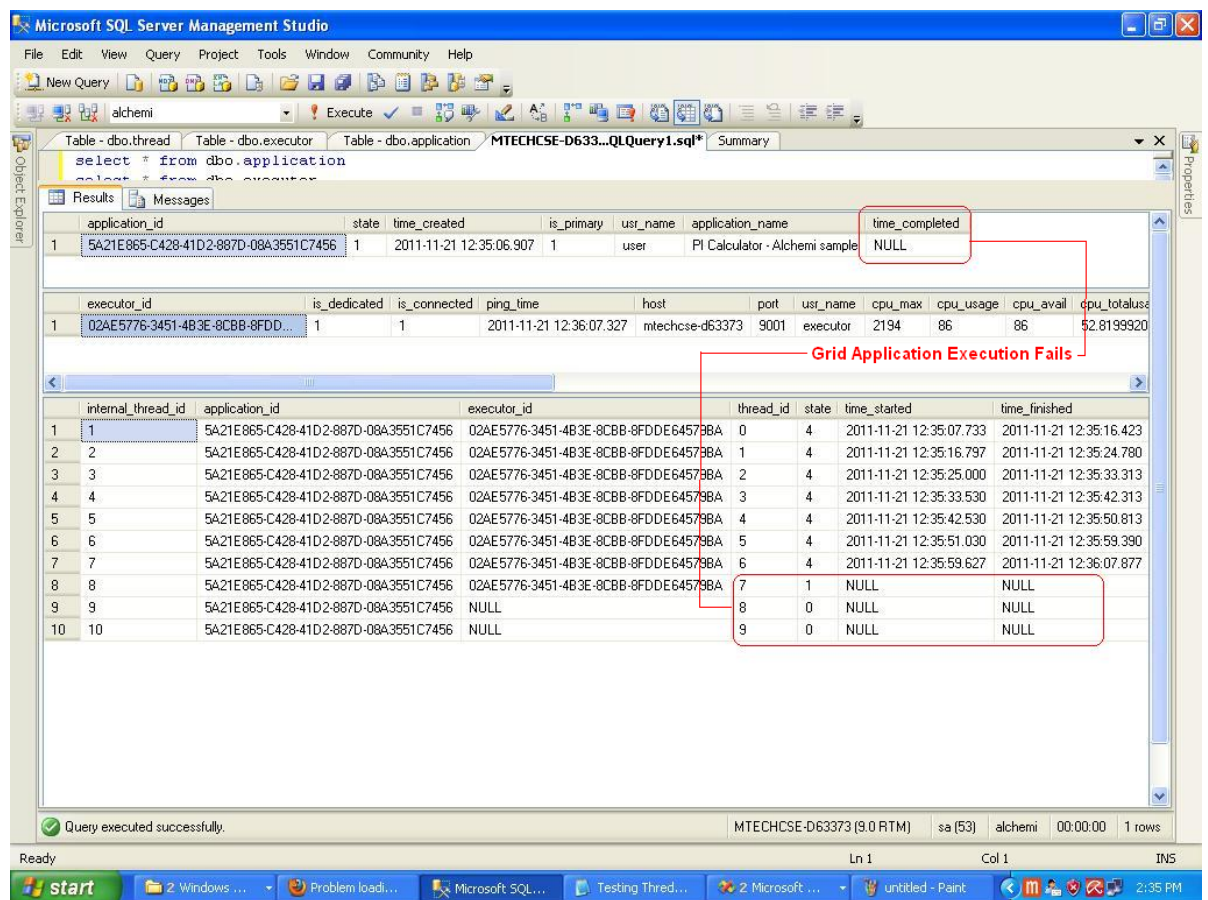 Microsoft SQL Server Management Studio
File Edit View Query Project Tools Window Community Help
New Query
alchemi Execute
Table - dbo.thread Table - dbo.executor Table - dbo.application MTECHCSE-D633...QLQuery1.sql* Summary
Object Explorer
Properties
select * from dbo.application
select * from dbo.executor
Results Messages
application_id state time_created is_primary usr_name application_name time_completed
1 5A21E865-C428-41D2-887D-08A3551C7456 1 2011-11-21 12:35:06.907 1 user PI Calculator - Alchemi sample NULL
executor_id is_dedicated is_connected ping_time host port usr_name cpu_max cpu_usage cpu_avail cpu_totalusa
1 02AE5776-3451-4B3E-8CBB-8FDD... 1 1 2011-11-21 12:36:07.327 mtechcse-d63373 9001 executor 2194 86 86 52.8199920
Grid Application Execution Fails
internal_thread_id application_id executor_id thread_id state time_started time_finished
1 1 5A21E865-C428-41D2-887D-08A3551C7456 02AE5776-3451-4B3E-8CBB-8FDDE64579BA 0 4 2011-11-21 12:35:07.733 2011-11-21 12:35:16.423
2 2 5A21E865-C428-41D2-887D-08A3551C7456 02AE5776-3451-4B3E-8CBB-8FDDE64579BA 1 4 2011-11-21 12:35:16.797 2011-11-21 12:35:24.780
3 3 5A21E865-C428-41D2-887D-08A3551C7456 02AE5776-3451-4B3E-8CBB-8FDDE64579BA 2 4 2011-11-21 12:35:25.000 2011-11-21 12:35:33.313
4 4 5A21E865-C428-41D2-887D-08A3551C7456 02AE5776-3451-4B3E-8CBB-8FDDE64579BA 3 4 2011-11-21 12:35:33.530 2011-11-21 12:35:42.313
5 5 5A21E865-C428-41D2-887D-08A3551C7456 02AE5776-3451-4B3E-8CBB-8FDDE64579BA 4 4 2011-11-21 12:35:42.530 2011-11-21 12:35:50.813
6 6 5A21E865-C428-41D2-887D-08A3551C7456 02AE5776-3451-4B3E-8CBB-8FDDE64579BA 5 4 2011-11-21 12:35:51.030 2011-11-21 12:35:59.390
7 7 5A21E865-C428-41D2-887D-08A3551C7456 02AE5776-3451-4B3E-8CBB-8FDDE64579BA 6 4 2011-11-21 12:35:59.627 2011-11-21 12:36:07.877
8 8 5A21E865-C428-41D2-887D-08A3551C7456 02AE5776-3451-4B3E-8CBB-8FDDE64579BA 7 1 NULL NULL
9 9 5A21E865-C428-41D2-887D-08A3551C7456 NULL 8 0 NULL NULL
10 10 5A21E865-C428-41D2-887D-08A3551C7456 NULL 9 0 NULL NULL
Query executed successfully. MTECHCSE-D63373 (9.0 RTM) sa (53) alchemi 00:00:00 1 rows
Ready Ln 1 Col 1 INS
start 2 Windows ... Problem loadi... Microsoft SQL... Testing Thred... 2 Microsoft ... untitled - Paint 2:35 PM